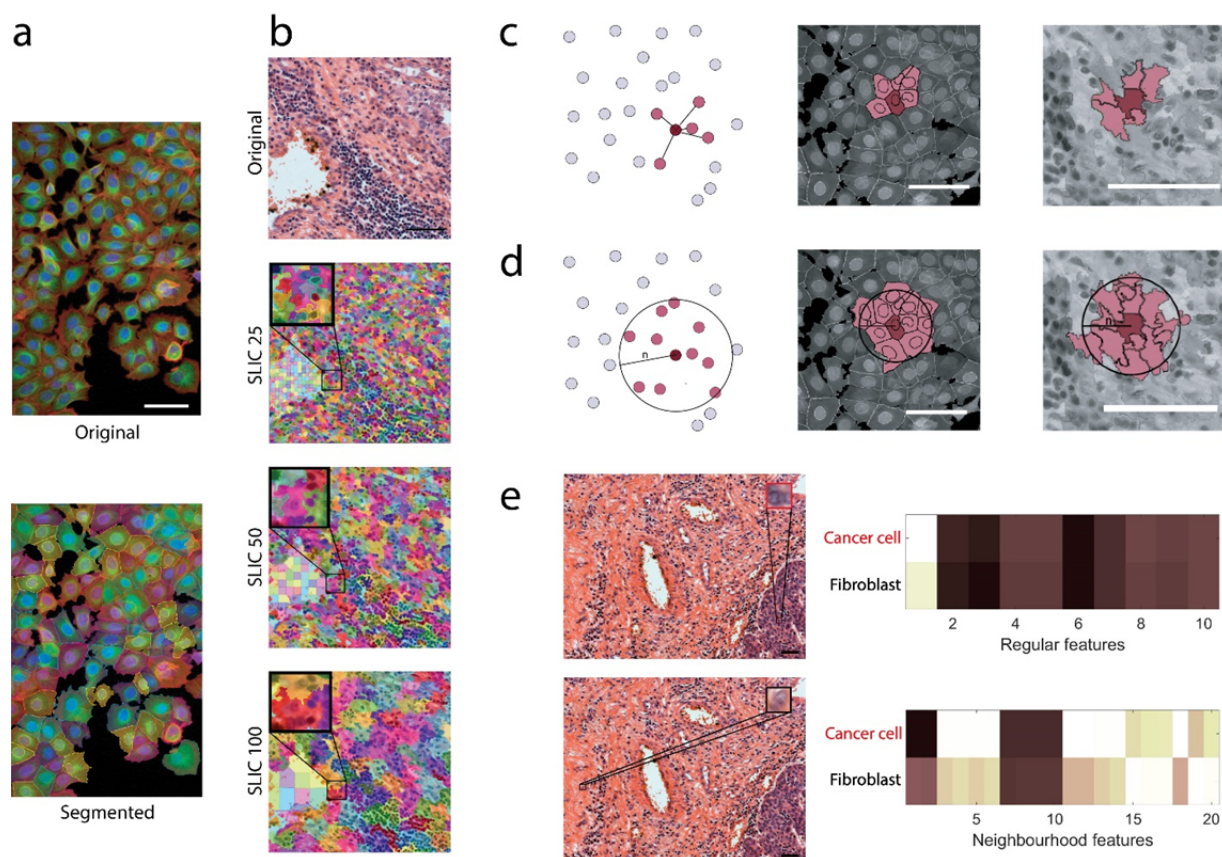 a
Original
Segmented
b
Original
SLIC 25
SLIC 50
SLIC 100
c
d
n
n
e
Cancer cell
Fibroblast
2 4 6 8 10
Regular features
Cancer cell
Fibroblast
5 10 15 20
Neighbourhood features